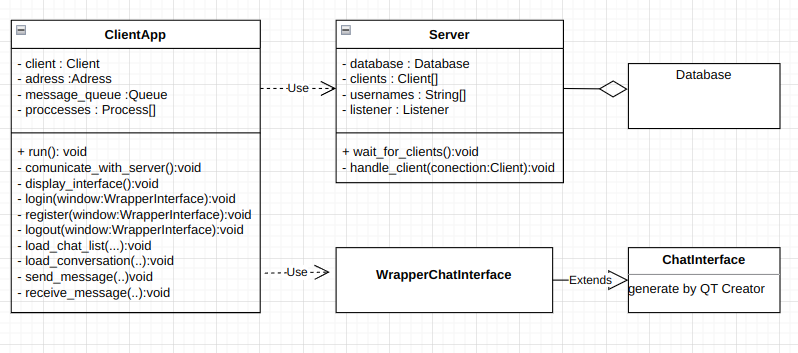 ClientApp
- client : Client
- adress :Adress
- message_queue :Queue
- proccesses : Process[]
+ run(): void
- comunicate_with_server():void
- display_interface():void
- login(window:WrapperInterface):void
- register(window:WrapperInterface):void
- logout(window:WrapperInterface):void
- load_chat_list(...):void
- load_conversation(..):void
- send_message(..)void
- receive_message(..):void
Use
Server
- database : Database
- clients : Client[]
- usernames : String[]
- listener : Listener
+ wait_for_clients():void
- handle_client(conection:Client):void
Database
Use
WrapperChatInterface
Extends
ChatInterface
generate by QT Creator